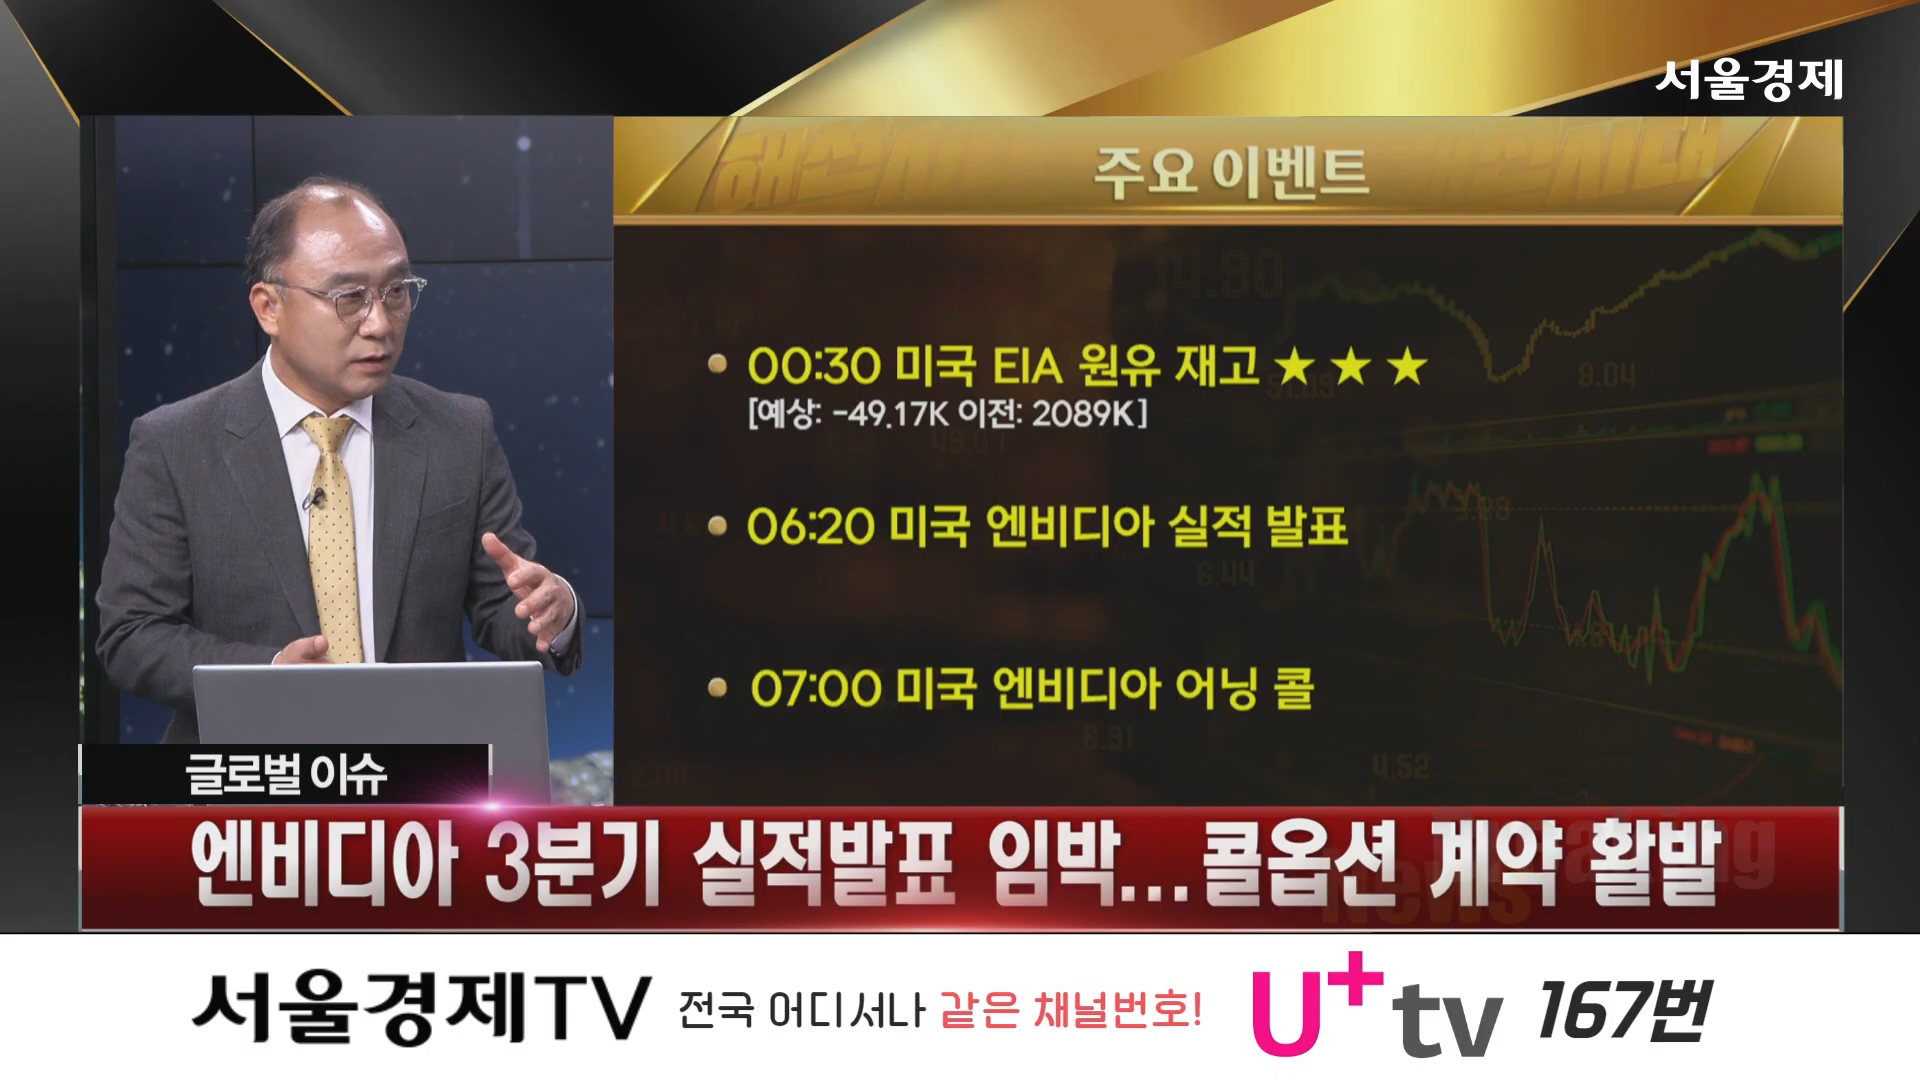 서울경제
주요 이벤트
• 00:30 미국 EIA 원유 재고 ★ ★ ★
[예상: -49.17K 이전: 2089K]
• 06:20 미국 엔비디아 실적 발표
• 07:00 미국 엔비디아 어닝 콜
글로벌 이슈
엔비디아 3분기 실적발표 임박...콜옵션 계약 활발
서울경제TV 전국 어디서나 같은 채널번호! U+tv 167번